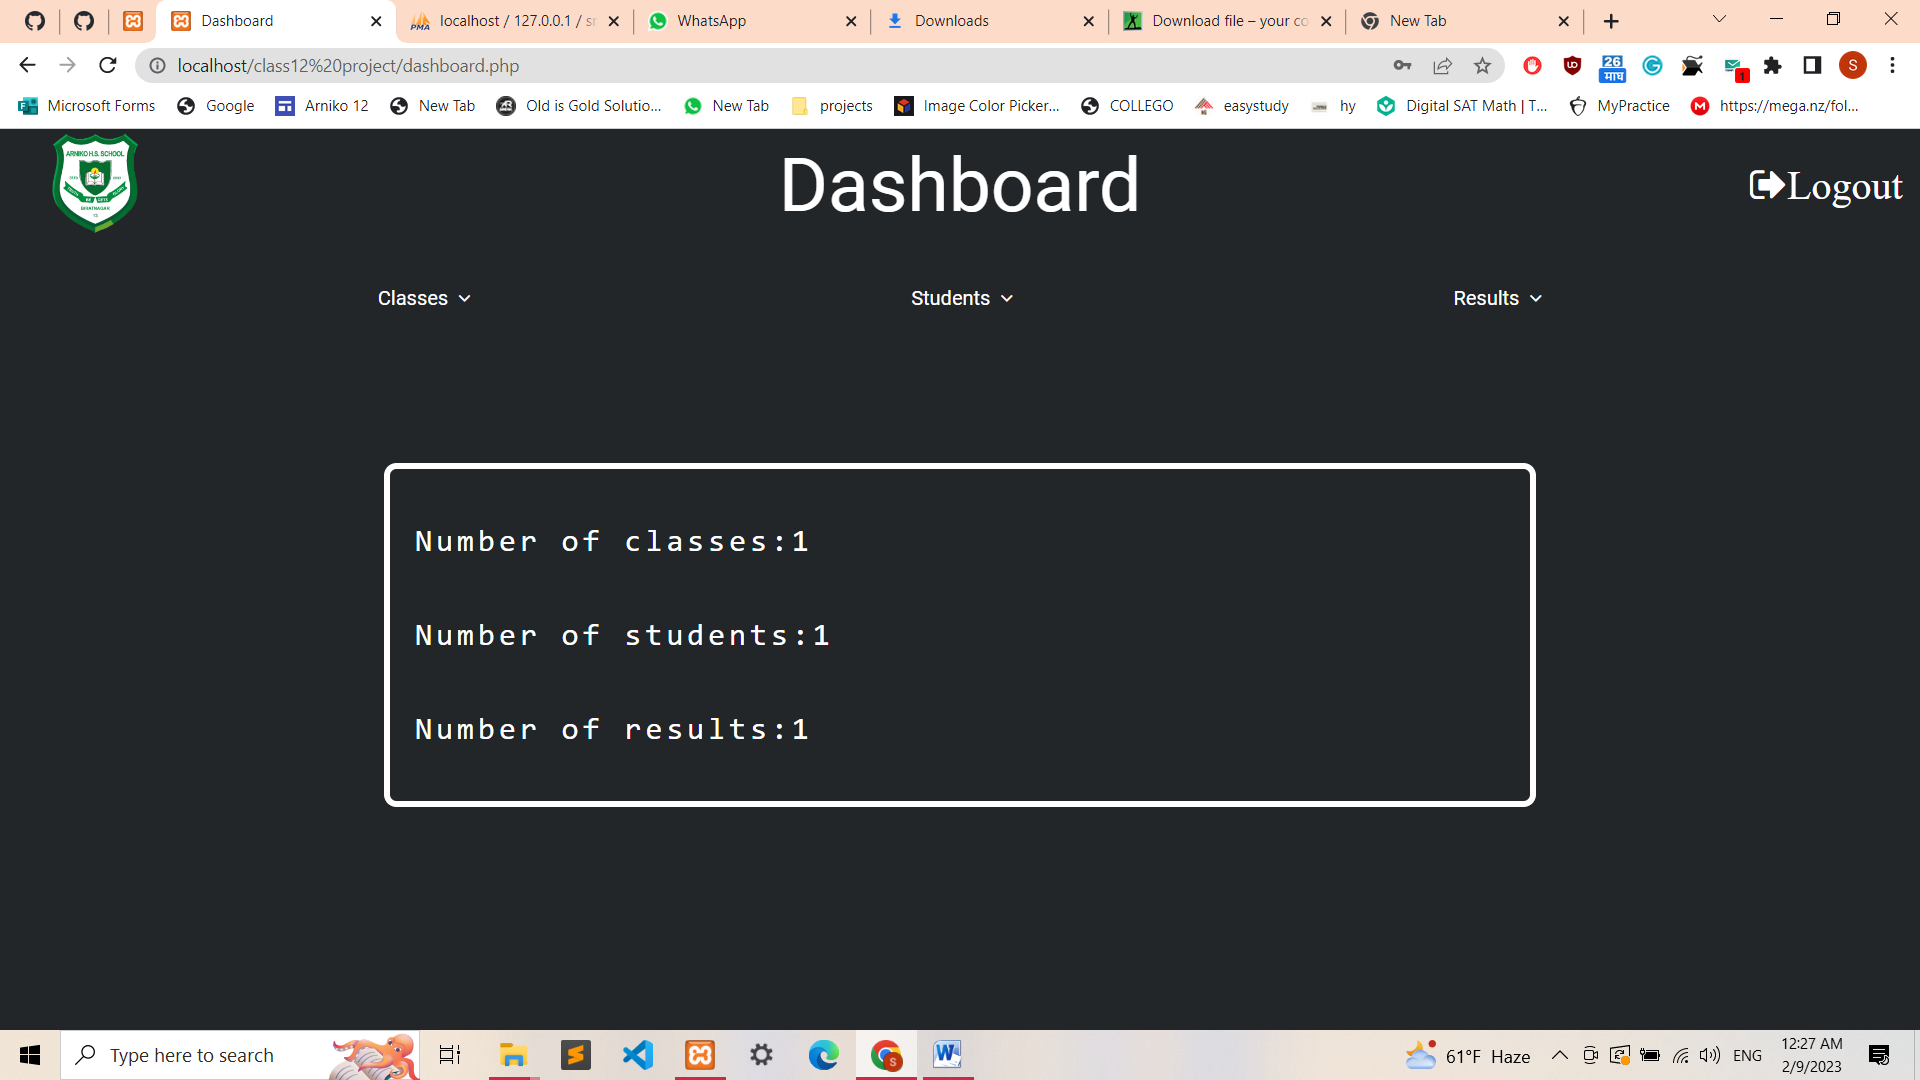 Dashboard
localhost / 127.0.0.1 / sr
WhatsApp
Downloads
Download file – your co
New Tab
localhost/class12%20project/dashboard.php
26
माघ
1
S
Microsoft Forms
Google
Arniko 12
New Tab
Old is Gold Solutio...
New Tab
projects
Image Color Picker...
COLLEGO
easystudy
hy
Digital SAT Math | T...
MyPractice
https://mega.nz/fol...
ARNIKO H.S. SCHOOL
BIRATNAGAR
Dashboard
Logout
Classes
Students
Results
Number of classes:1
Number of students:1
Number of results:1
Type here to search
61°F Haze
ENG
12:27 AM
2/9/2023